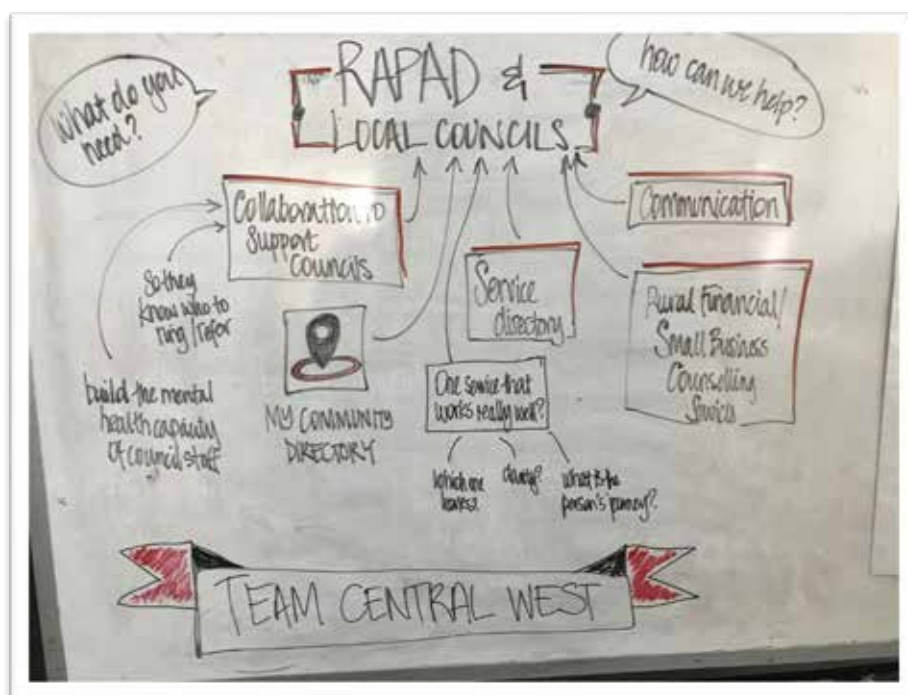 What do you
need?
RAPAD &
LOCAL COUNCILS
how can we help?
Collaboration to
Support
Councils
So they
know who to
ring/refer
build the mental
health capacity
of council staff
MY COMMUNITY
DIRECTORY
Service
directory
One service that
works really well?
which one
clarity?
what is the
person's journey?
Communication
Rural Financial/
Small Business
Counselling
Services
TEAM CENTRAL WEST